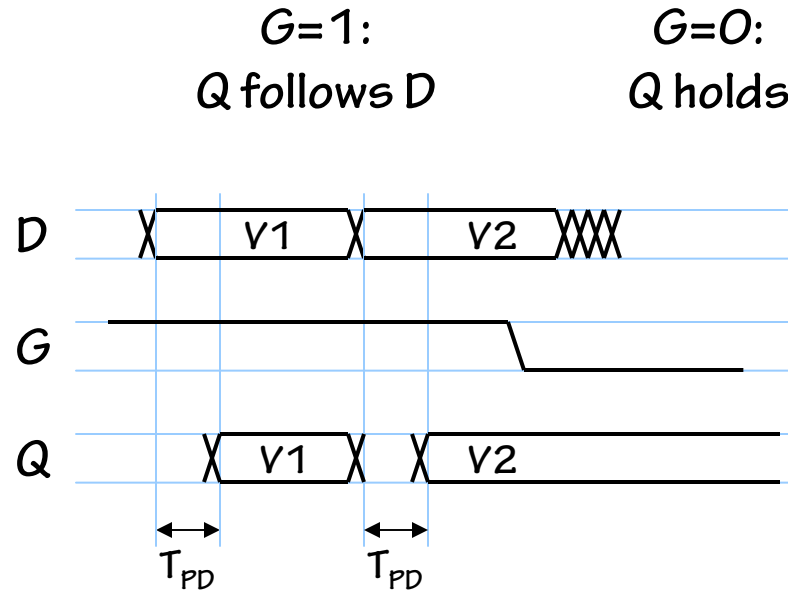 G=1:
Q follows D
G=0:
Q holds
D
V1
V2
G
Q
V1
V2
TPD
TPD